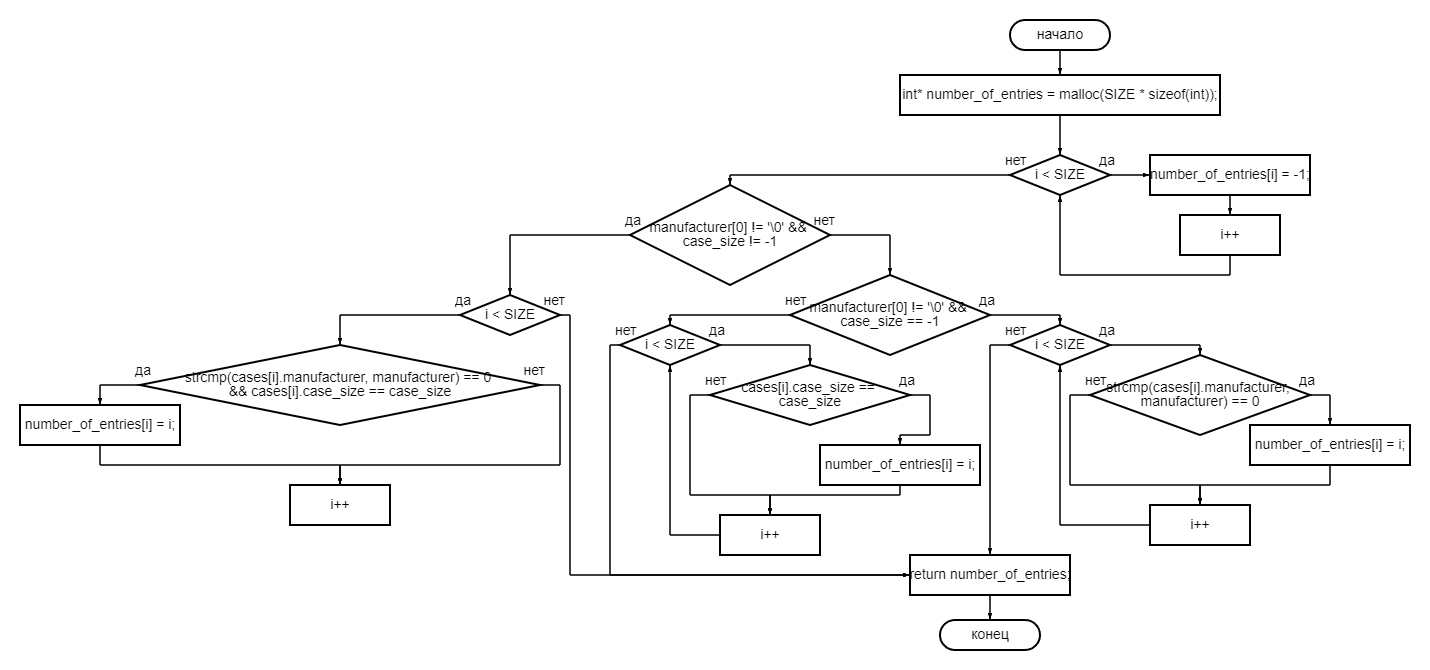 начало
int* number_of_entries = malloc(SIZE * sizeof(int));
нет
i < SIZE
да
number_of_entries[i] = -1;
i++
да
manufacturer[0] != '\0' &&
case_size != -1
нет
да
i < SIZE
нет
нет
manufacturer[0] != '\0' &&
case_size == -1
да
нет
i < SIZE
да
нет
i < SIZE
да
да
strcmp(cases[i].manufacturer, manufacturer) == 0
&& cases[i].case_size == case_size
нет
нет
cases[i].case_size ==
case_size
да
нет
strcmp(cases[i].manufacturer,
manufacturer) == 0
да
number_of_entries[i] = i;
number_of_entries[i] = i;
number_of_entries[i] = i;
i++
i++
i++
return number_of_entries;
конец